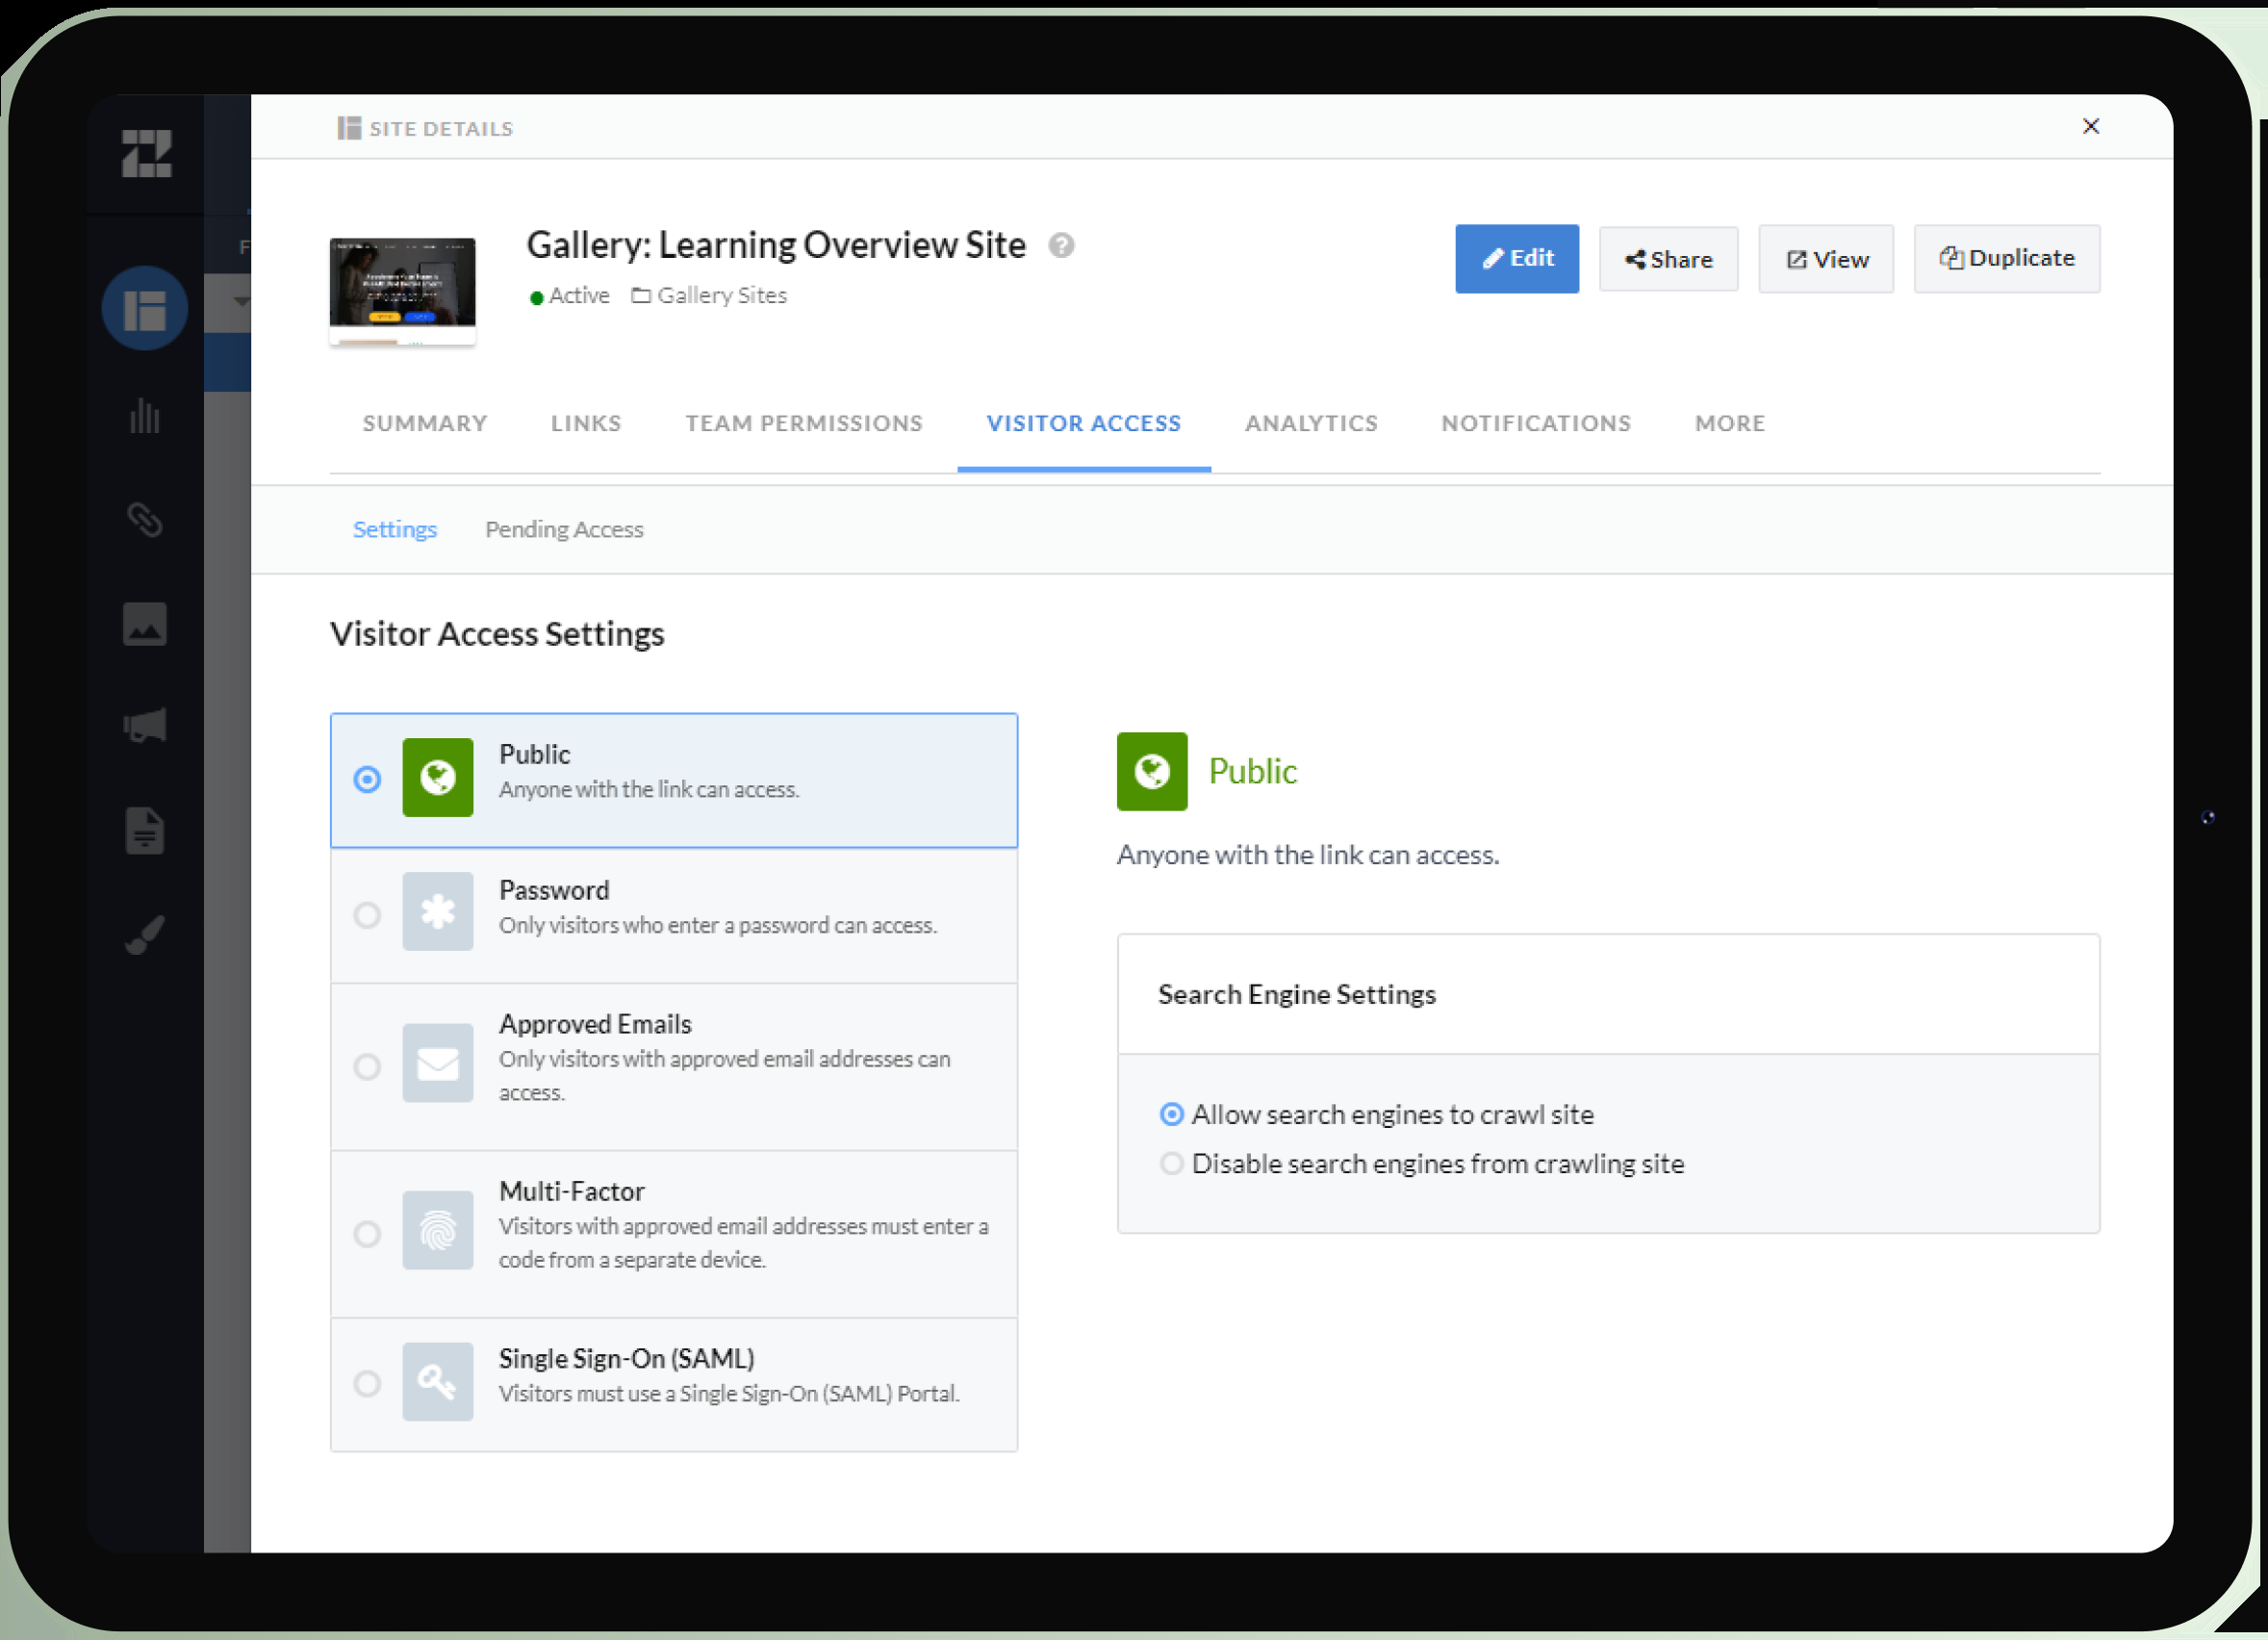 SITE DETAILS
Gallery: Learning Overview Site
Active Gallery Sites
Edit Share View Duplicate
SUMMARY LINKS TEAM PERMISSIONS VISITOR ACCESS ANALYTICS NOTIFICATIONS MORE
Settings Pending Access
Visitor Access Settings
Public
Anyone with the link can access.
Password
Only visitors who enter a password can access.
Approved Emails
Only visitors with approved email addresses can
access.
Multi-Factor
Visitors with approved email addresses must enter a
code from a separate device.
Single Sign-On (SAML)
Visitors must use a Single Sign-On (SAML) Portal.
Public
Anyone with the link can access.
Search Engine Settings
Allow search engines to crawl site
Disable search engines from crawling site